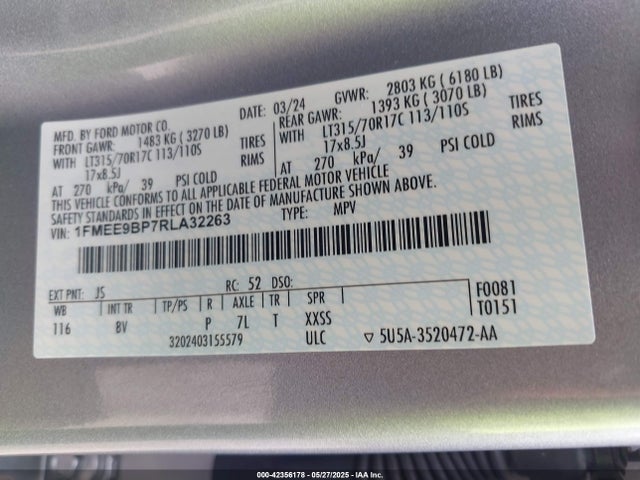 MFD. BY FORD MOTOR CO. DATE: 03/24 GVWR: 2803 KG ( 6180 LB)
FRONT GAWR: 1483 KG ( 3270 LB) REAR GAWR: 1393 KG ( 3070 LB)
WITH LT315/70R17C 113/110S TIRES LT315/70R17C 113/110S TIRES
17x8.5J RIMS 17x8.5J RIMS
AT 270 kPa/ 39 PSI COLD AT 270 kPa/ 39 PSI COLD
THIS VEHICLE CONFORMS TO ALL APPLICABLE FEDERAL MOTOR VEHICLE
SAFETY STANDARDS IN EFFECT ON THE DATE OF MANUFACTURE SHOWN ABOVE.
VIN: 1FMEE9BP7RLA32263 TYPE: MPV
EXT PNT: JS RC: 52 DSO: F0081
WB INT TR TP/PS R AXLE TR SPR T0151
116 8V P 7L T XXSS
3202403155579 ULC 5U5A-3520472-AA
000-42356178 - 05/27/2025 - IAA Inc.